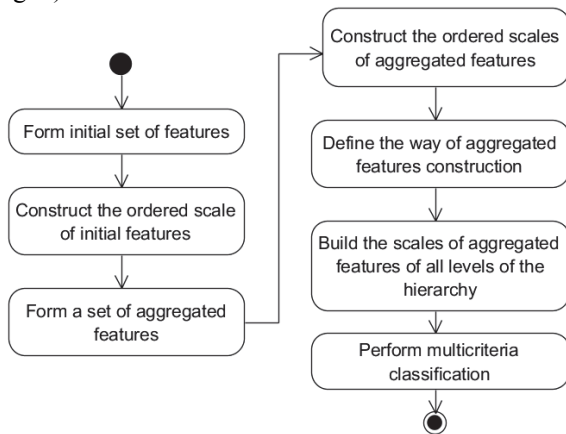 Form initial set of features
Construct the ordered scale
of initial features
Form a set of aggregated
features
Construct the ordered scales
of aggregated features
Define the way of aggregated
features construction
Build the scales of aggregated
features of all levels of the
hierarchy
Perform multicriteria
classification